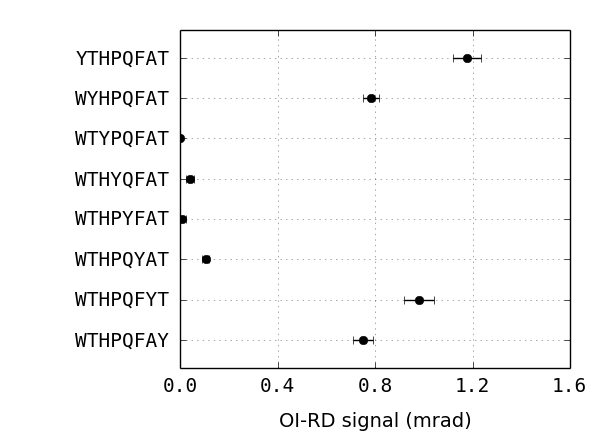 YTHPQFAT
WYHPQFAT
WTYPQFAT
WTHYQFAT
WTHPYFAT
WTHPQYAT
WTHPQFYT
WTHPQFAY
0.0 0.4 0.8 1.2 1.6
OI-RD signal (mrad)